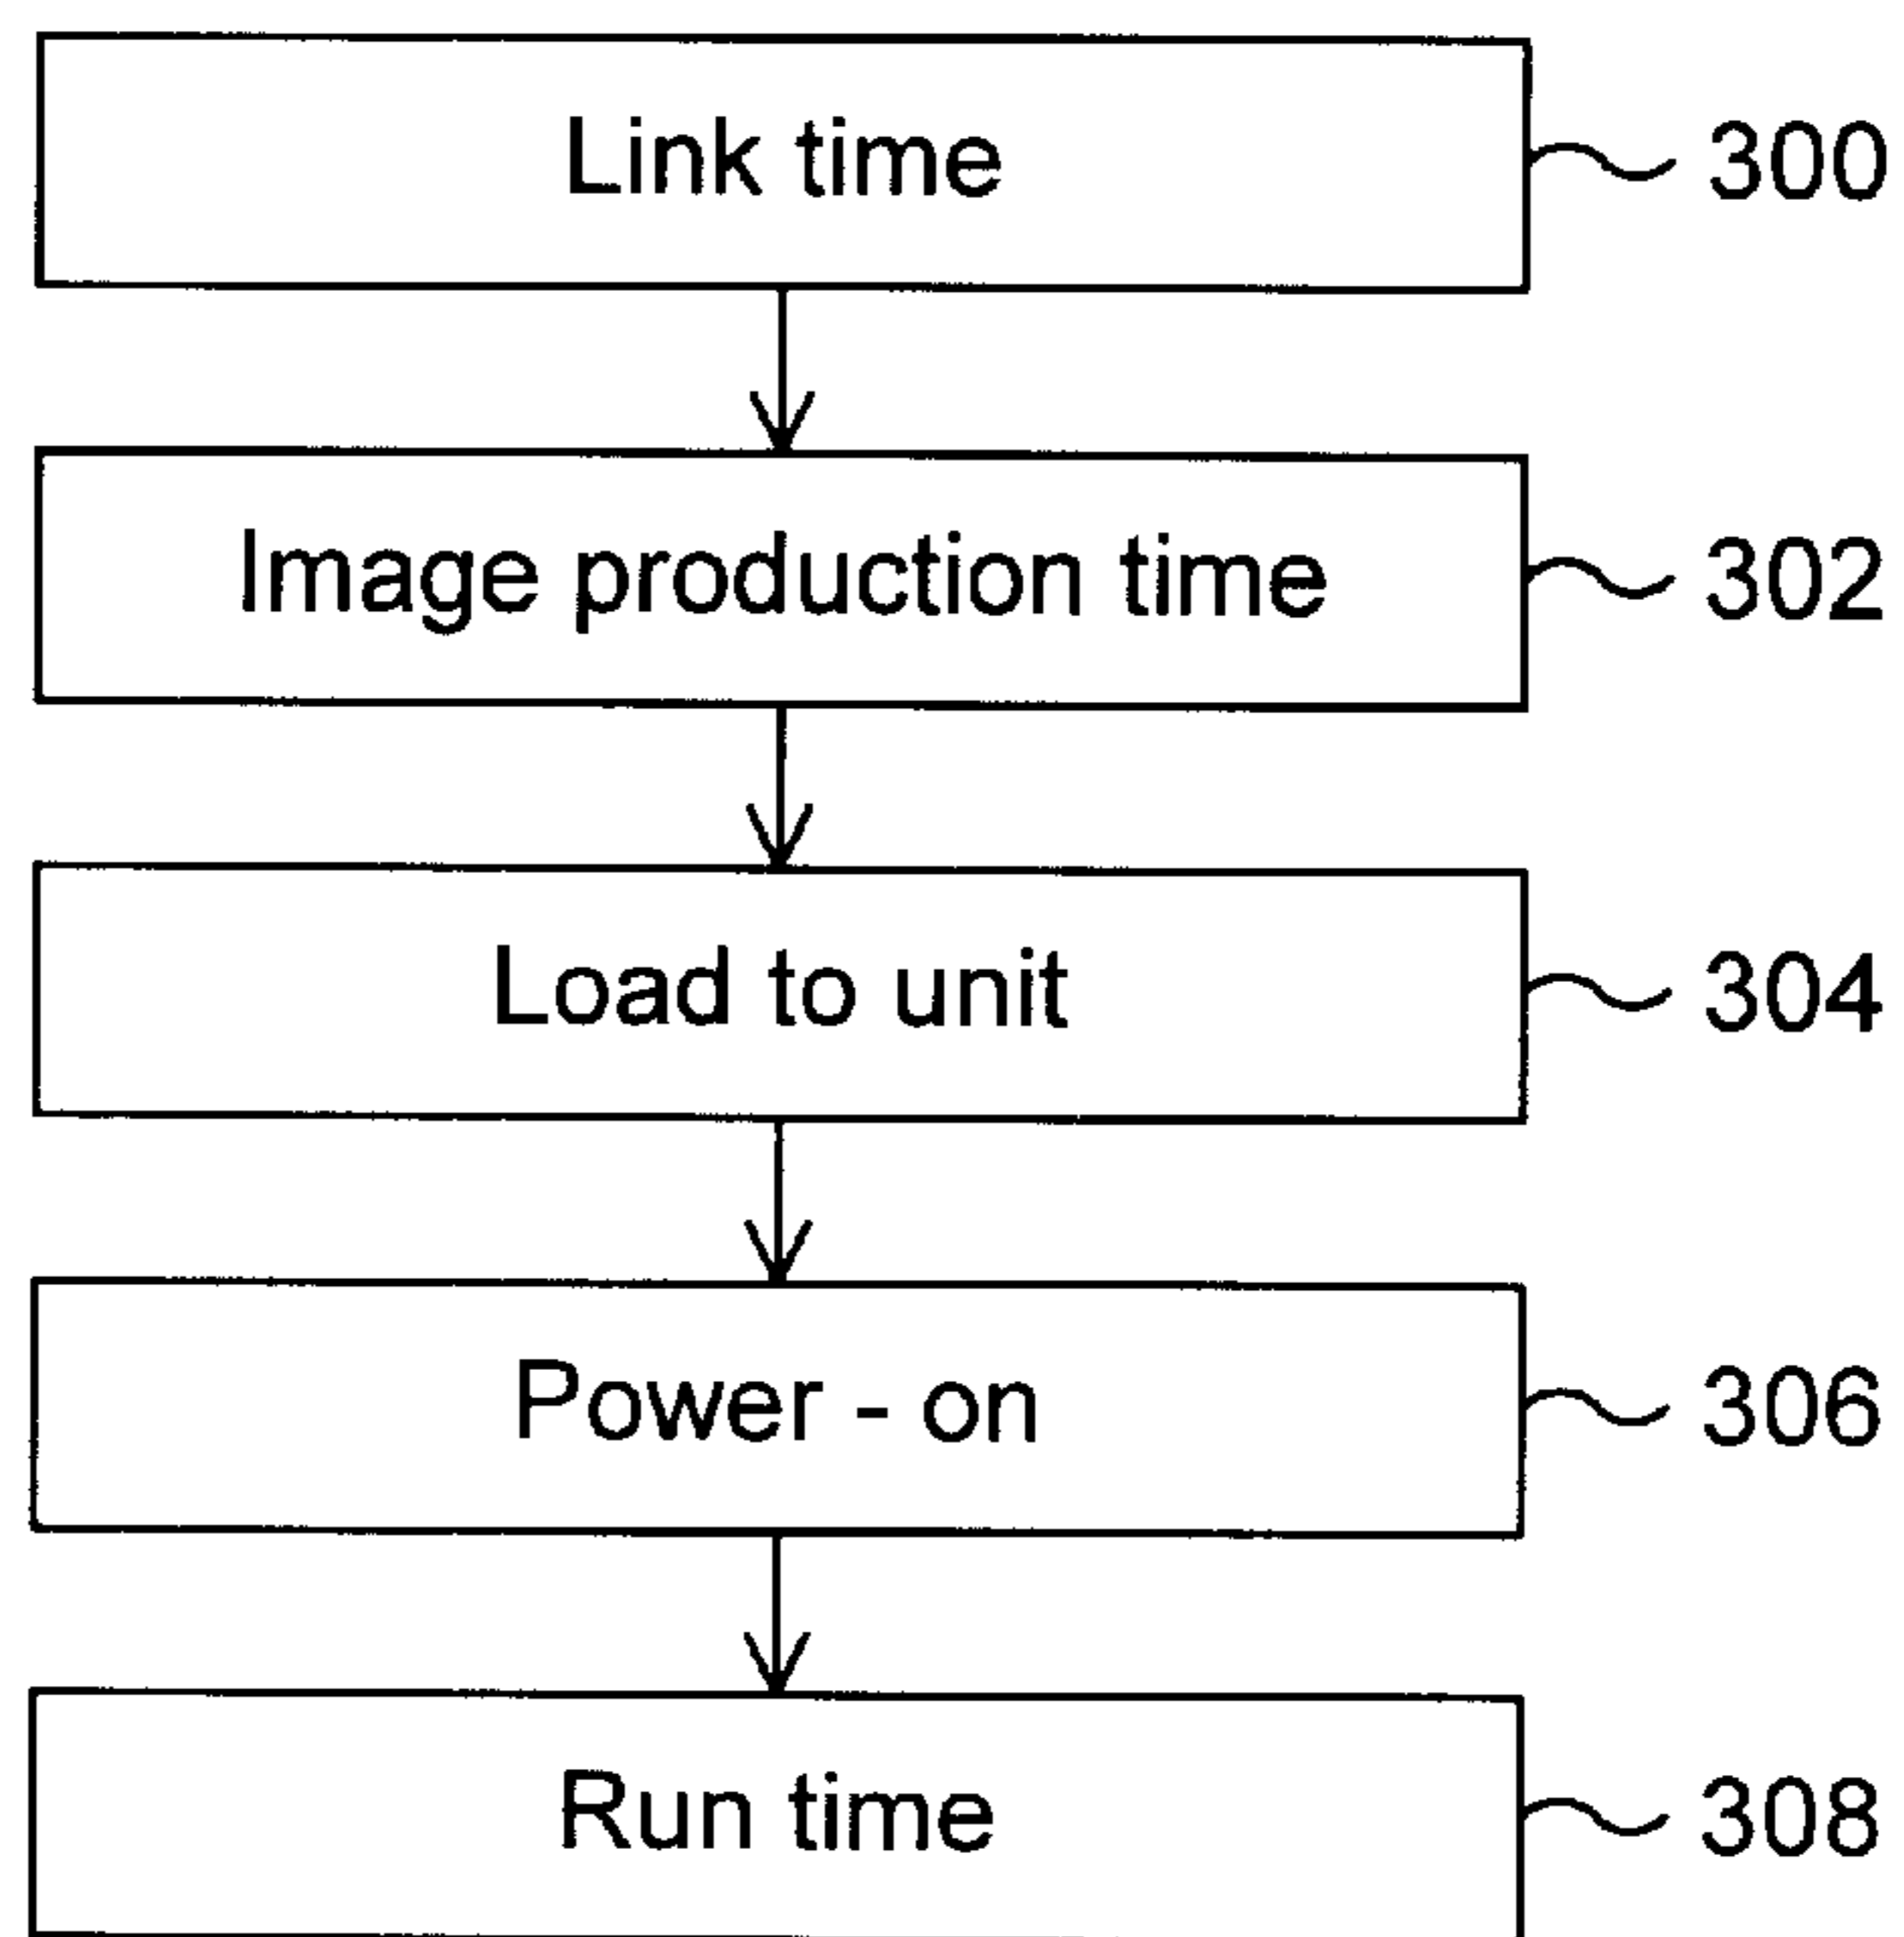 Link time 300
Image production time 302
Load to unit 304
Power - on 306
Run time 308